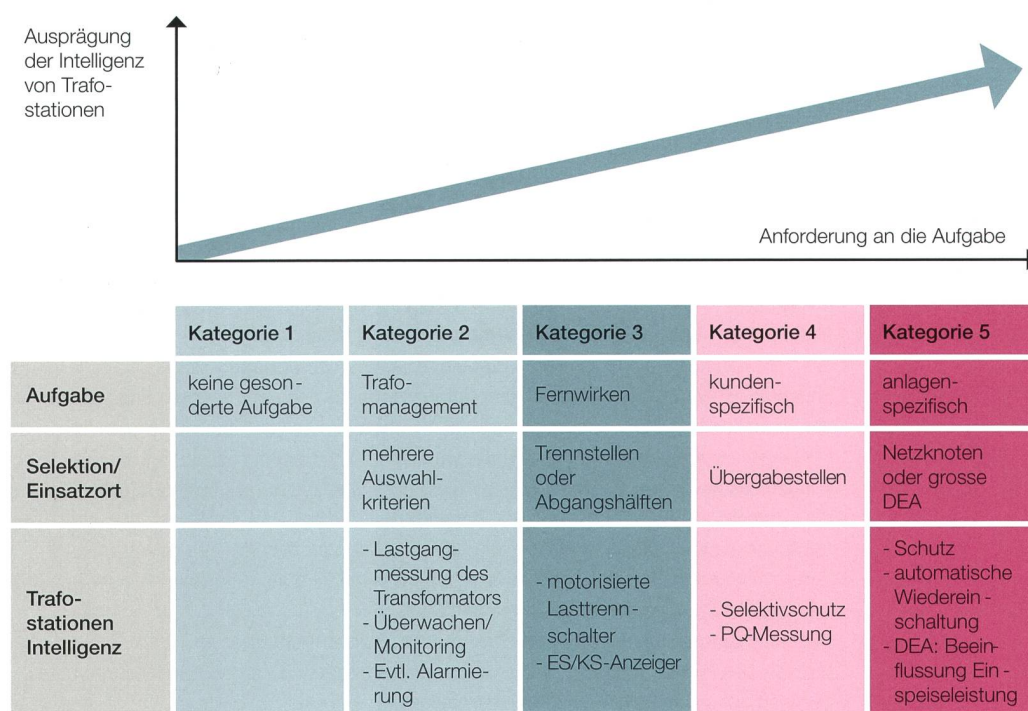 Ausprägung
der Intelligenz
von Trafo-
stationen
Anforderung an die Aufgabe
Kategorie 1
Kategorie 2
Kategorie 3
Kategorie 4
Kategorie 5
Aufgabe
keine geson-
derte Aufgabe
Trafo-
management
Fernwirken
kunden-
spezifisch
anlagen-
spezifisch
Selektion/
Einsatzort
mehrere
Auswahl-
kriterien
Trennstellen
oder
Abgangshälften
Übergabestellen
Netzknoten
oder grosse
DEA
Trafo-
stationen
Intelligenz
- Lastgang-
messung des
Transformators
- Überwachen/
Monitoring
- Evtl. Alarmie-
rung
- motorisierte
Lasttrenn-
schalter
- ES/KS-Anzeiger
- Selektivschutz
- PQ-Messung
- Schutz
- automatische
Wiederein-
schaltung
- DEA: Beein-
flussung Ein-
speiseleistung